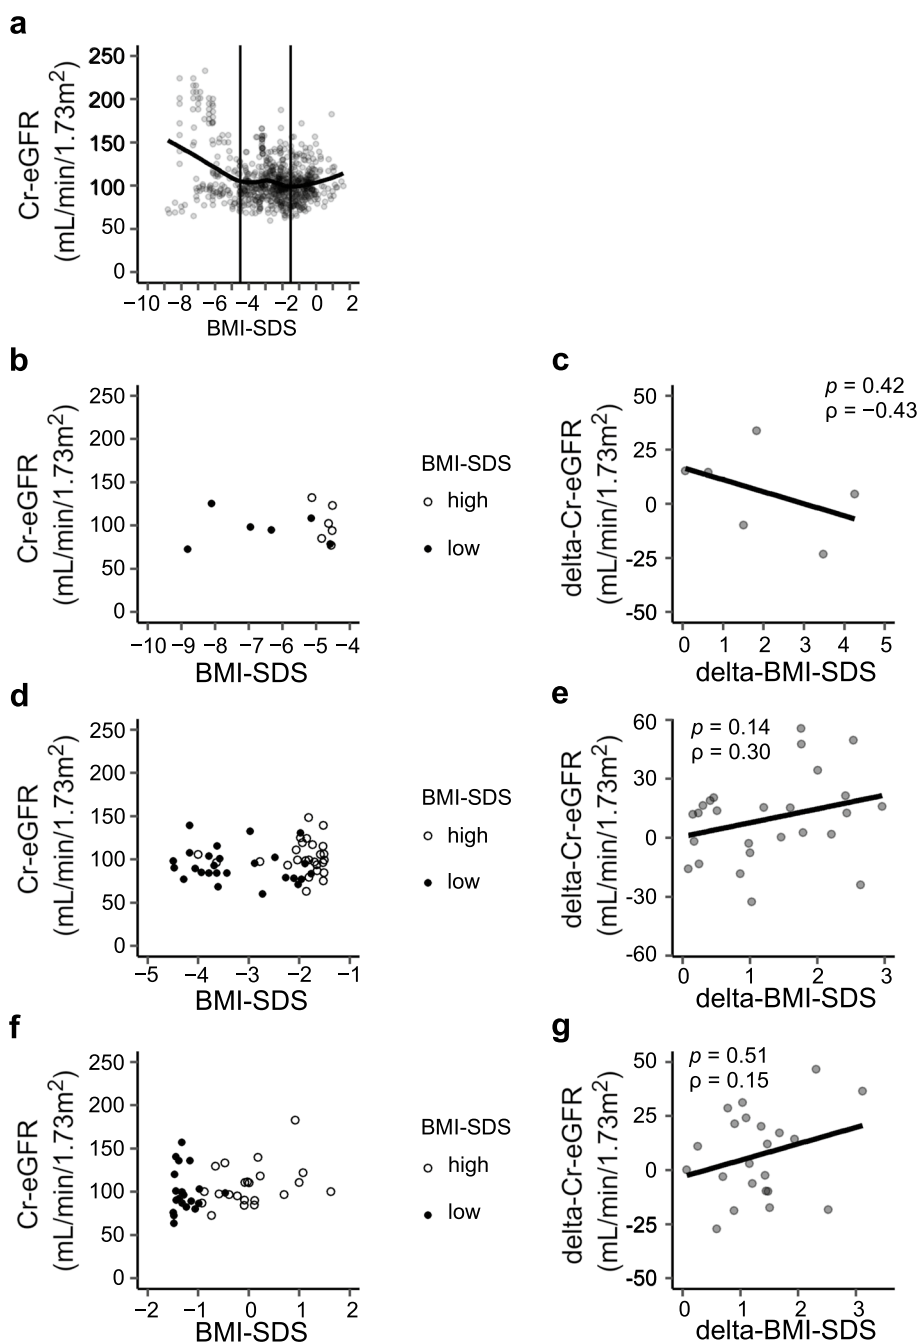 a
Cr-eGFR
(mL/min/1.73m²)
250
200
150
100
50
0
−10 −8 −6 −4 −2 0 2
BMI-SDS
b
Cr-eGFR
(mL/min/1.73m²)
250
200
150
100
50
0
−10 −9 −8 −7 −6 −5 −4
BMI-SDS
BMI-SDS
high
low
c
delta-Cr-eGFR
(mL/min/1.73m²)
50
25
0
-25
-50
0 1 2 3 4 5
delta-BMI-SDS
p = 0.42
ρ = −0.43
d
Cr-eGFR
(mL/min/1.73m²)
250
200
150
100
50
0
−5 −4 −3 −2 −1
BMI-SDS
BMI-SDS
high
low
e
delta-Cr-eGFR
(mL/min/1.73m²)
60
30
0
-30
-60
0 1 2 3
delta-BMI-SDS
p = 0.14
ρ = 0.30
f
Cr-eGFR
(mL/min/1.73m²)
250
200
150
100
50
0
−2 −1 0 1 2
BMI-SDS
BMI-SDS
high
low
g
delta-Cr-eGFR
(mL/min/1.73m²)
50
25
0
-25
-50
0 1 2 3
delta-BMI-SDS
p = 0.51
ρ = 0.15